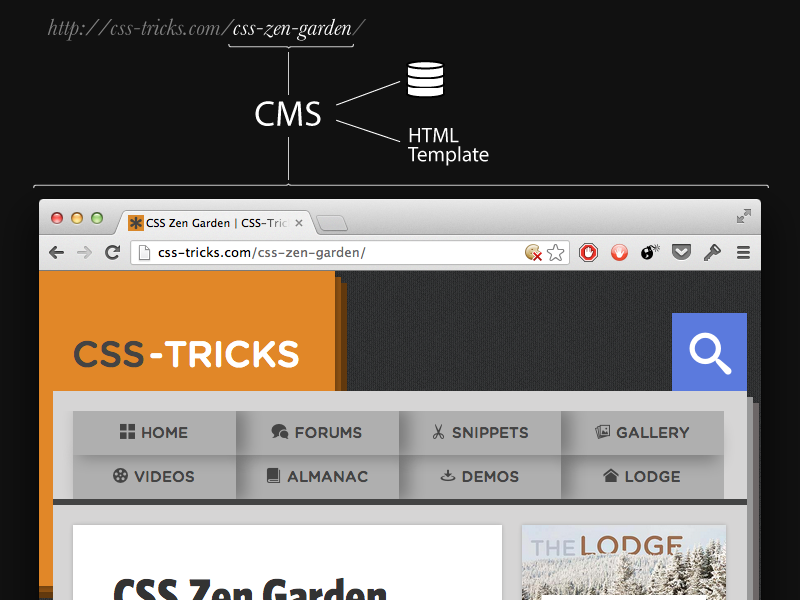 http://css-tricks.com/css-zen-garden/
CMS
HTML
Template
CSS Zen Garden | CSS-Tric
css-tricks.com/css-zen-garden/
CSS-TRICKS
HOME FORUMS SNIPPETS GALLERY
VIDEOS ALMANAC DEMOS LODGE
THE LODGE
CSS Zen Garden